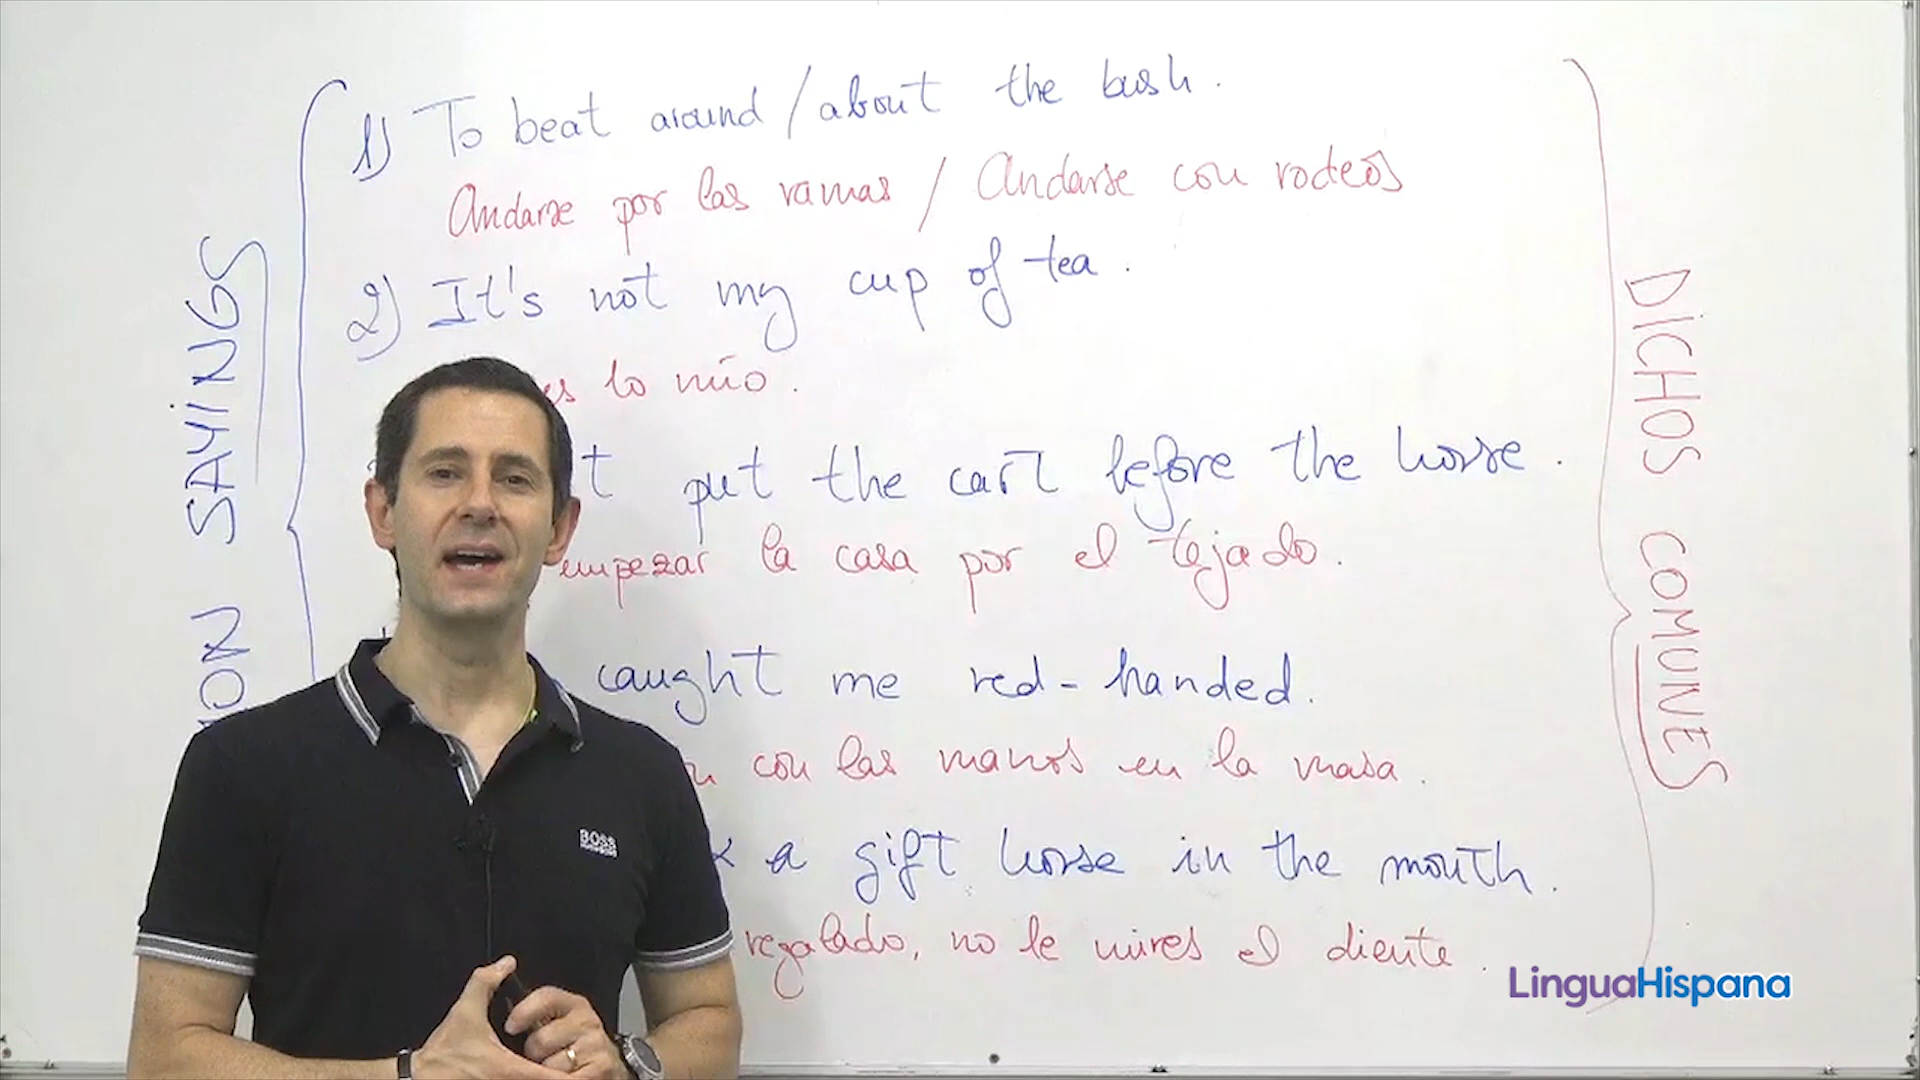 1) To beat around / about the bush.
Andarse por las ramas / Andarse con rodeos
2) It's not my cup of tea.
es lo mío.
t put the cart before the horse.
empezar la casa por el tejado.
caught me red-handed.
con las manos en la masa.
a gift horse in the mouth.
regalado, no le mires el diente.
MON SAYINGS
DICHOS COMUNES
BOSS
LinguaHispana